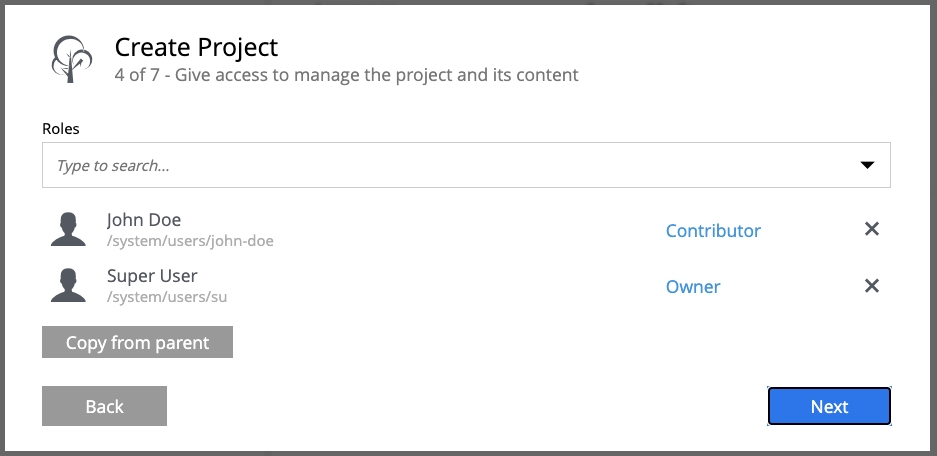 Create Project
4 of 7 - Give access to manage the project and its content
Roles
Type to search...
John Doe
/system/users/john-doe
Contributor
Super User
/system/users/su
Owner
Copy from parent
Back
Next